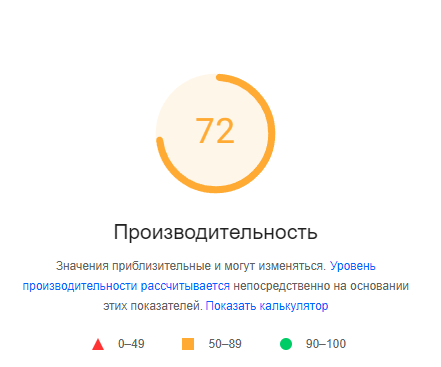 72
Производительность
Значения приблизительные и могут изменяться. Уровень
производительности рассчитывается непосредственно на основании
этих показателей. Показать калькулятор
0–49 50–89 90–100